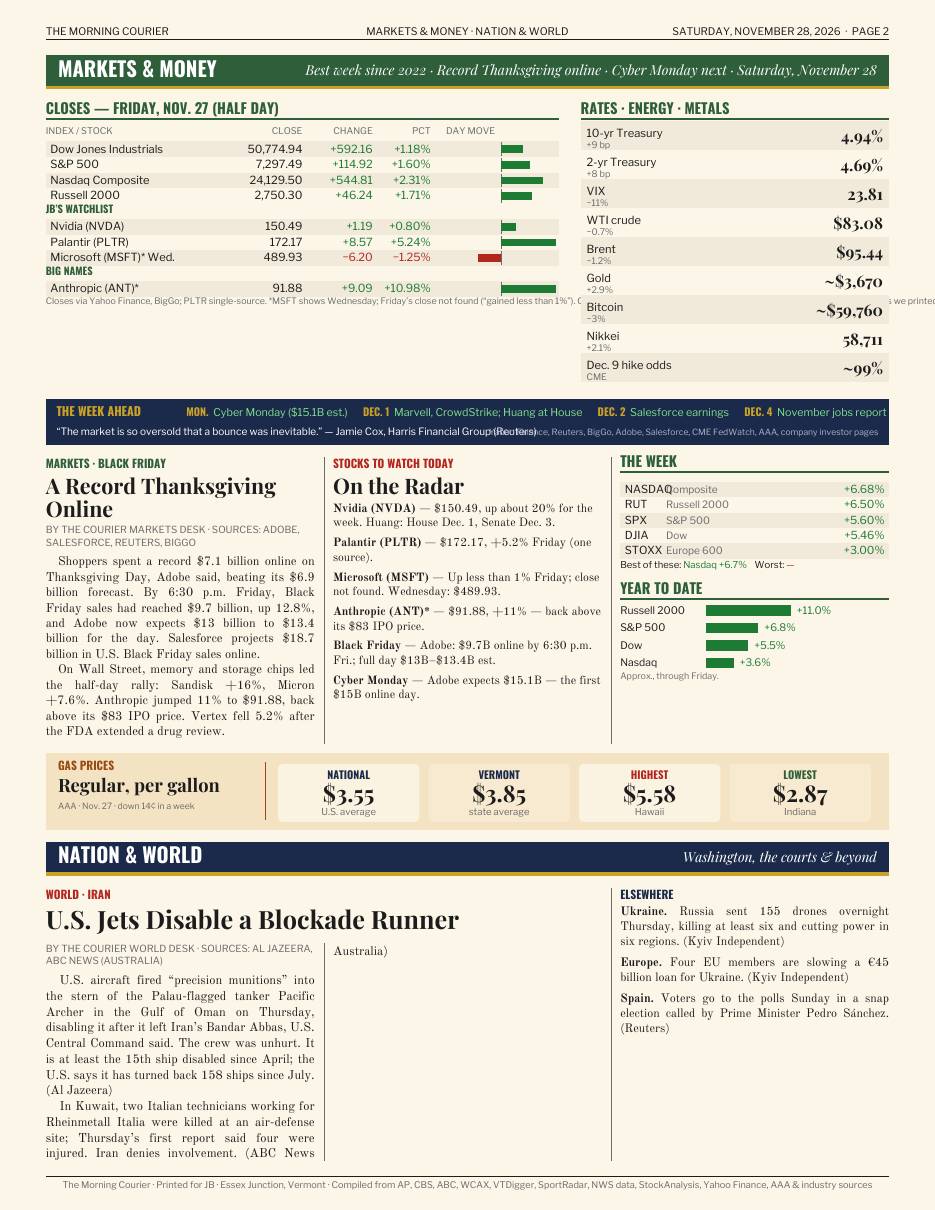 THE MORNING COURIER
MARKETS & MONEY · NATION & WORLD
SATURDAY, NOVEMBER 28, 2026 · PAGE 2
MARKETS & MONEY
Best week since 2022 · Record Thanksgiving online · Cyber Monday next · Saturday, November 28
CLOSES — FRIDAY, NOV. 27 (HALF DAY)
INDEX / STOCK CLOSE CHANGE PCT DAY MOVE
Dow Jones Industrials 50,774.94 +592.16 +1.18%
S&P 500 7,297.49 +114.92 +1.60%
Nasdaq Composite 24,129.50 +544.81 +2.31%
Russell 2000 2,750.30 +46.24 +1.71%
JB'S WATCHLIST
Nvidia (NVDA) 150.49 +1.19 +0.80%
Palantir (PLTR) 172.17 +8.57 +5.24%
Microsoft (MSFT)* Wed. 489.93 −6.20 −1.25%
BIG NAMES
Anthropic (ANT)* 91.88 +9.09 +10.98%
Closes via Yahoo Finance, BigGo; PLTR single-source. *MSFT shows Wednesday; Friday's close not found (“gained less than 1%”).
s we printed
RATES · ENERGY · METALS
10-yr Treasury 4.94%
+9 bp
2-yr Treasury 4.69%
+8 bp
VIX 23.81
−11%
WTI crude $83.08
−0.7%
Brent $95.44
−1.2%
Gold ~$3,670
+2.9%
Bitcoin ~$59,760
−3%
Nikkei 58,711
+2.1%
Dec. 9 hike odds ~99%
CME
THE WEEK AHEAD MON. Cyber Monday ($15.1B est.) DEC. 1 Marvell, CrowdStrike; Huang at House DEC. 2 Salesforce earnings DEC. 4 November jobs report
“The market is so oversold that a bounce was inevitable.” — Jamie Cox, Harris Financial Group (Reuters)
Reuters, BigGo, Adobe, Salesforce, CME FedWatch, AAA, company investor pages
MARKETS · BLACK FRIDAY
A Record Thanksgiving
Online
BY THE COURIER MARKETS DESK · SOURCES: ADOBE,
SALESFORCE, REUTERS, BIGGO
Shoppers spent a record $7.1 billion online on
Thanksgiving Day, Adobe said, beating its $6.9
billion forecast. By 6:30 p.m. Friday, Black
Friday sales had reached $9.7 billion, up 12.8%,
and Adobe now expects $13 billion to $13.4
billion for the day. Salesforce projects $18.7
billion in U.S. Black Friday sales online.
On Wall Street, memory and storage chips led
the half-day rally: Sandisk +16%, Micron
+7.6%. Anthropic jumped 11% to $91.88, back
above its $83 IPO price. Vertex fell 5.2% after
the FDA extended a drug review.
STOCKS TO WATCH TODAY
On the Radar
Nvidia (NVDA) — $150.49, up about 20% for the
week. Huang: House Dec. 1, Senate Dec. 3.
Palantir (PLTR) — $172.17, +5.2% Friday (one
source).
Microsoft (MSFT) — Up less than 1% Friday; close
not found. Wednesday: $489.93.
Anthropic (ANT)* — $91.88, +11% — back above
its $83 IPO price.
Black Friday — Adobe: $9.7B online by 6:30 p.m.
Fri.; full day $13B–$13.4B est.
Cyber Monday — Adobe expects $15.1B — the first
$15B online day.
THE WEEK
NASDAQ Composite +6.68%
RUT Russell 2000 +6.50%
SPX S&P 500 +5.60%
DJIA Dow +5.46%
STOXX Europe 600 +3.00%
Best of these: Nasdaq +6.7% Worst: —
YEAR TO DATE
Russell 2000 +11.0%
S&P 500 +6.8%
Dow +5.5%
Nasdaq +3.6%
Approx., through Friday.
GAS PRICES
Regular, per gallon
AAA · Nov. 27 · down 14¢ in a week
NATIONAL
$3.55
U.S. average
VERMONT
$3.85
state average
HIGHEST
$5.58
Hawaii
LOWEST
$2.87
Indiana
NATION & WORLD
Washington, the courts & beyond
WORLD · IRAN
U.S. Jets Disable a Blockade Runner
BY THE COURIER WORLD DESK · SOURCES: AL JAZEERA,
ABC NEWS (AUSTRALIA)
U.S. aircraft fired “precision munitions” into
the stern of the Palau-flagged tanker Pacific
Archer in the Gulf of Oman on Thursday,
disabling it after it left Iran's Bandar Abbas, U.S.
Central Command said. The crew was unhurt. It
is at least the 15th ship disabled since April; the
U.S. says it has turned back 158 ships since July.
(Al Jazeera)
In Kuwait, two Italian technicians working for
Rheinmetall Italia were killed at an air-defense
site; Thursday's first report said four were
injured. Iran denies involvement. (ABC News
Australia)
ELSEWHERE
Ukraine. Russia sent 155 drones overnight
Thursday, killing at least six and cutting power in
six regions. (Kyiv Independent)
Europe. Four EU members are slowing a €45
billion loan for Ukraine. (Kyiv Independent)
Spain. Voters go to the polls Sunday in a snap
election called by Prime Minister Pedro Sánchez.
(Reuters)
The Morning Courier · Printed for JB · Essex Junction, Vermont · Compiled from AP, CBS, ABC, WCAX, VTDigger, SportRadar, NWS data, StockAnalysis, Yahoo Finance, AAA & industry sources